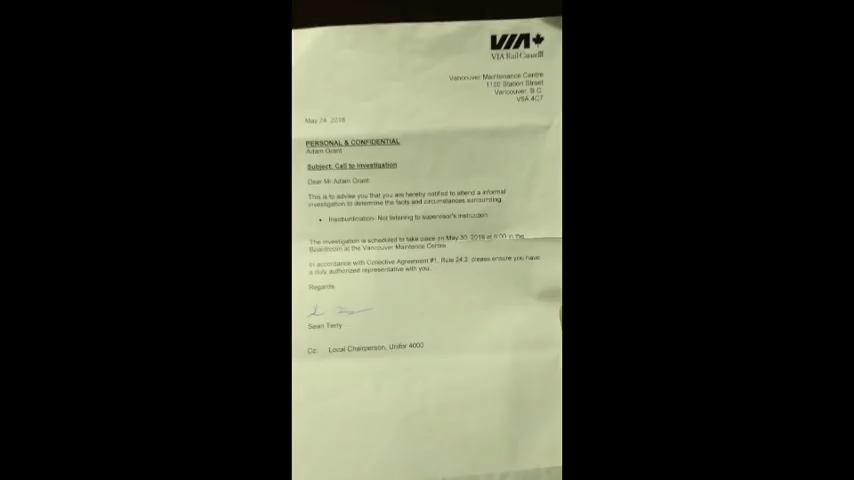 VIA
VIA Rail Canada
Vancouver Maintenance Centre
1150 Station Street
Vancouver, B.C.
V6A 4C7
May 24, 2018
PERSONAL & CONFIDENTIAL
Adam Grant
Subject: Call to Investigation
Dear Mr Adam Grant:
This is to advise you that you are hereby notified to attend a informal
investigation to determine the facts and circumstances surrounding:
• Insubordination- Not listening to supervisor's instruction
The investigation is scheduled to take place on May 30, 2018 at 6:00 in the
Boardroom at the Vancouver Maintence Centre
In accordance with Collective Agreement #1, Rule 24.3, please ensure you have
a duly authorized representative with you.
Regards,
Sean Terry
Cc: Local Chairperson, Unifor 4000